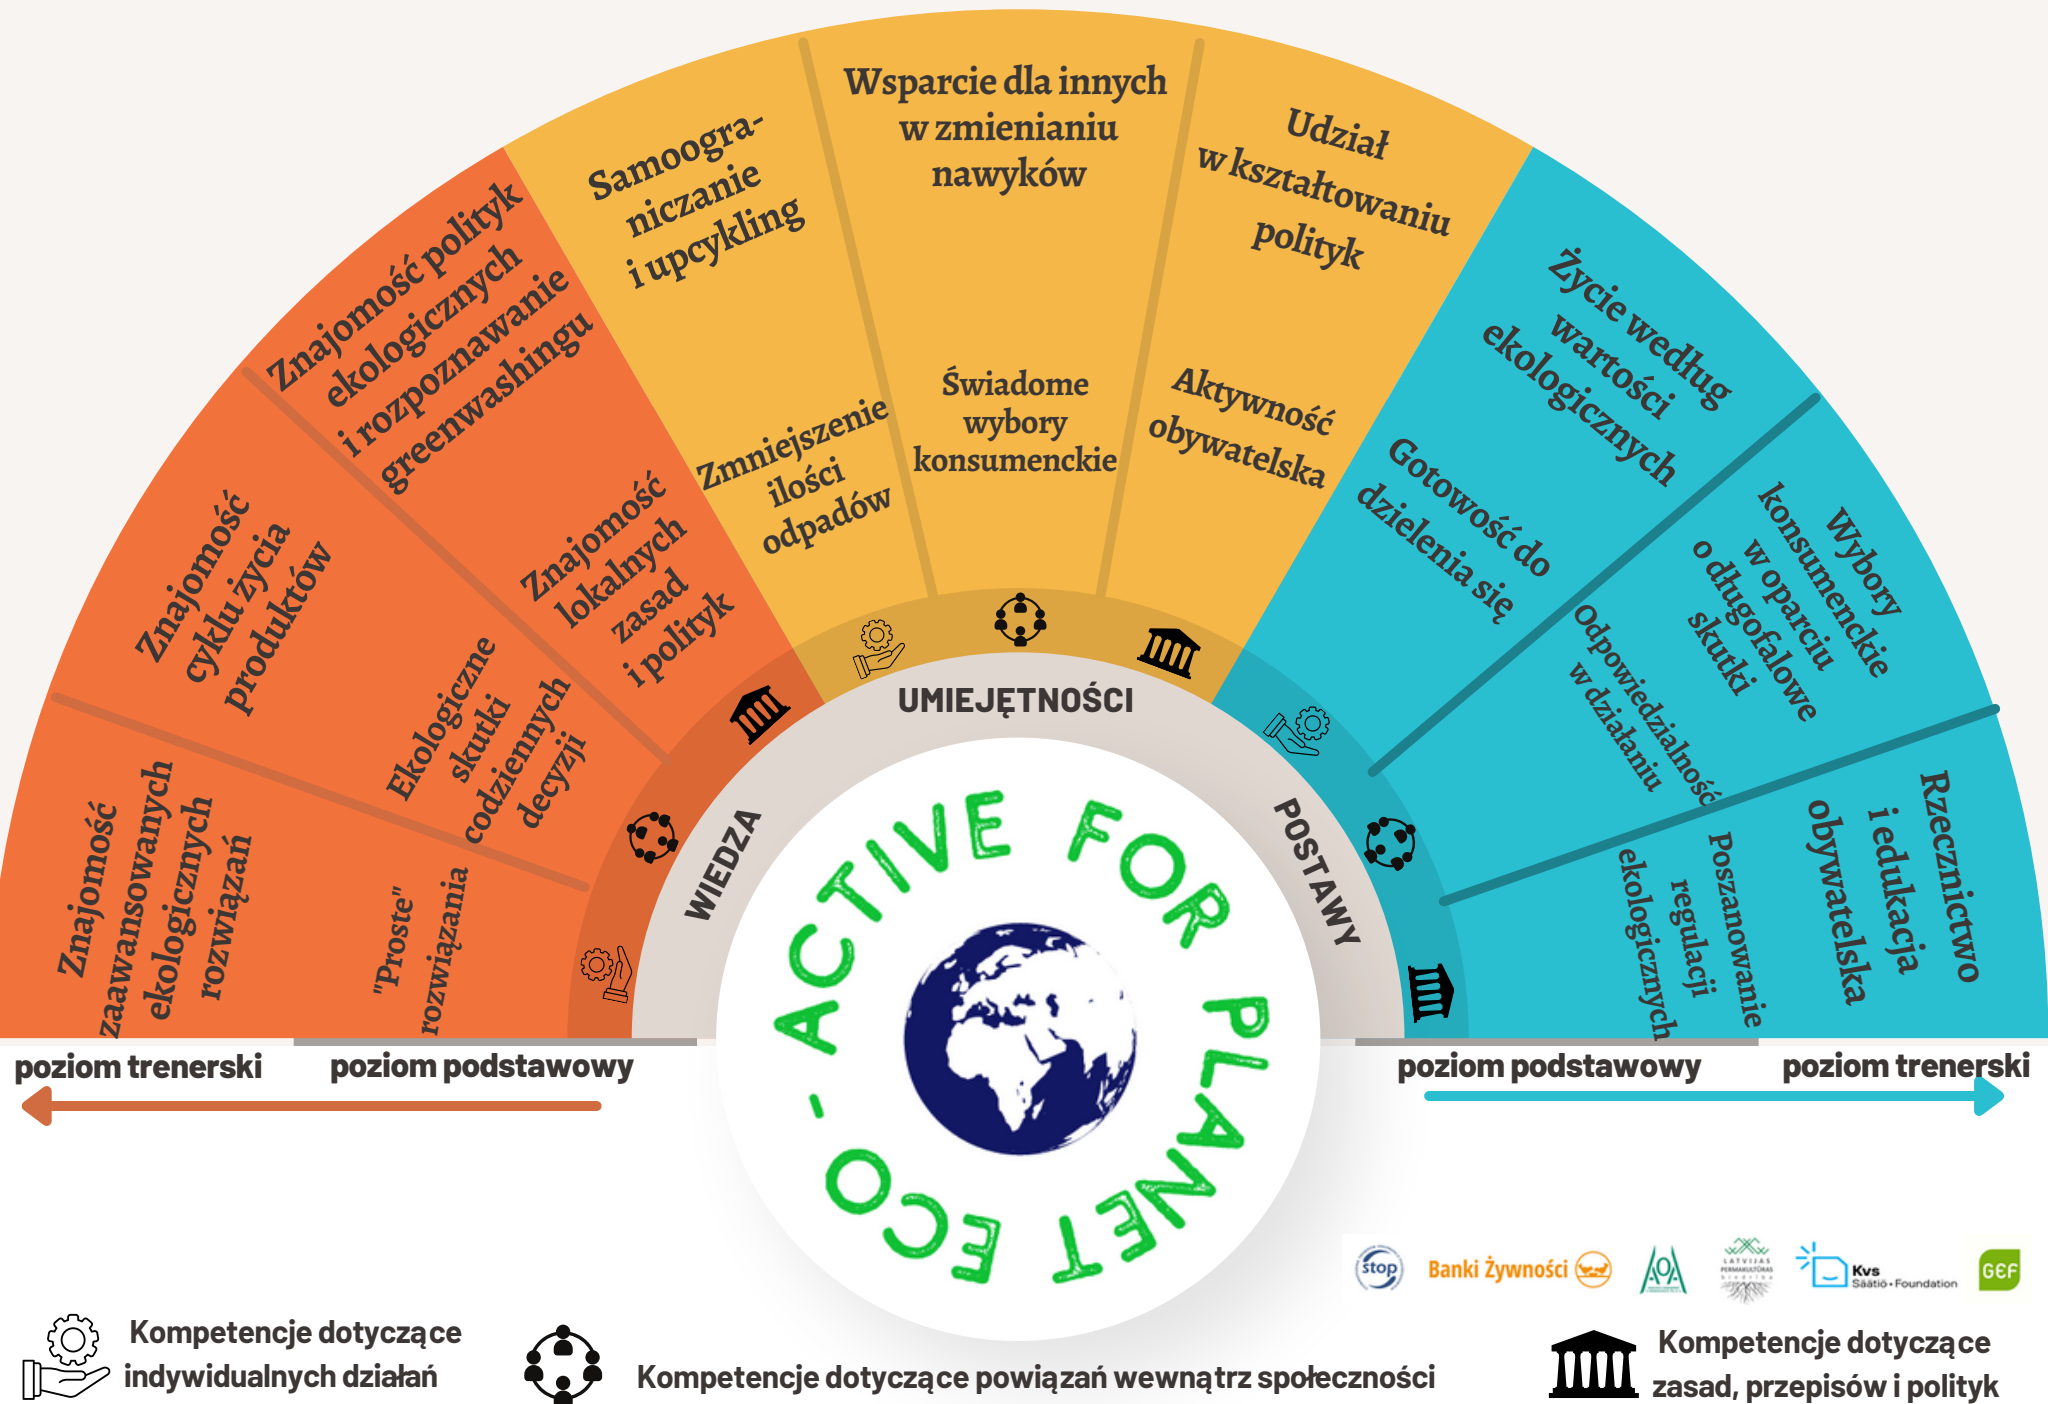 Znajomość
zaawansowanych
ekologicznych
rozwiązań
"Proste"
rozwiązania
Znajomość
cyklu życia
produktów
Ekologiczne
skutki
codziennych
decyzji
Znajomość polityk
ekologicznych
i rozpoznawanie
greenwashingu
Znajomość
lokalnych
zasad
i polityk
Samoogra-
niczanie
i upcykling
Zmniejszenie
ilości
odpadów
Wsparcie dla innych
w zmienianiu
nawyków
Świadome
wybory
konsumenckie
Udział
w kształtowaniu
polityk
Aktywność
obywatelska
Życie według
wartości
ekologicznych
Gotowość do
dzielenia się
Wybory
konsumenckie
w oparciu
o długofalowe
skutki
Odpowiedzialność
w działaniu
Rzecznictwo
i edukacja
obywatelska
Poszanowanie
regulacji
ekologicznych
WIEDZA
UMIEJĘTNOŚCI
POSTAWY
ECO - ACTIVE FOR PLANET
poziom trenerski
poziom podstawowy
poziom podstawowy
poziom trenerski
stop
Banki Żywności
LATVIJAS
PERMAKULTŪRAS
biedrība
Kvs
Säätiö • Foundation
GEF
Kompetencje dotyczące
indywidualnych działań
Kompetencje dotyczące powiązań wewnątrz społeczności
Kompetencje dotyczące
zasad, przepisów i polityk